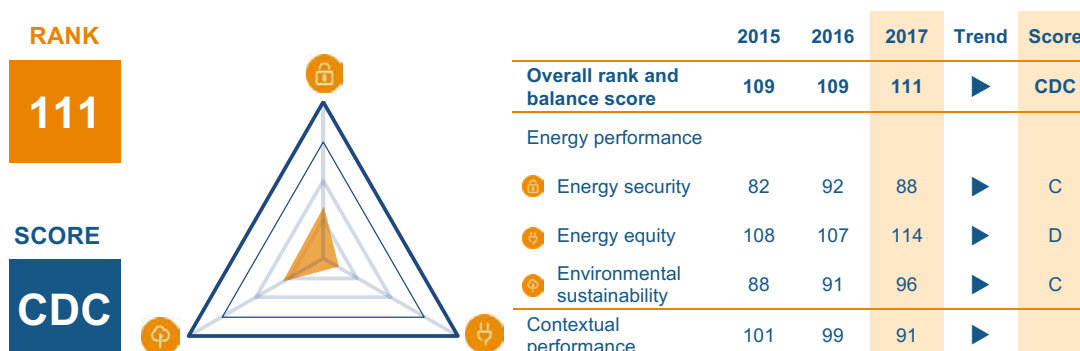 RANK
111
SCORE
CDC
2015 2016 2017 Trend Score
Overall rank and
balance score 109 109 111 CDC
Energy performance
Energy security 82 92 88 C
Energy equity 108 107 114 D
Environmental
sustainability 88 91 96 C
Contextual
performance 101 99 91